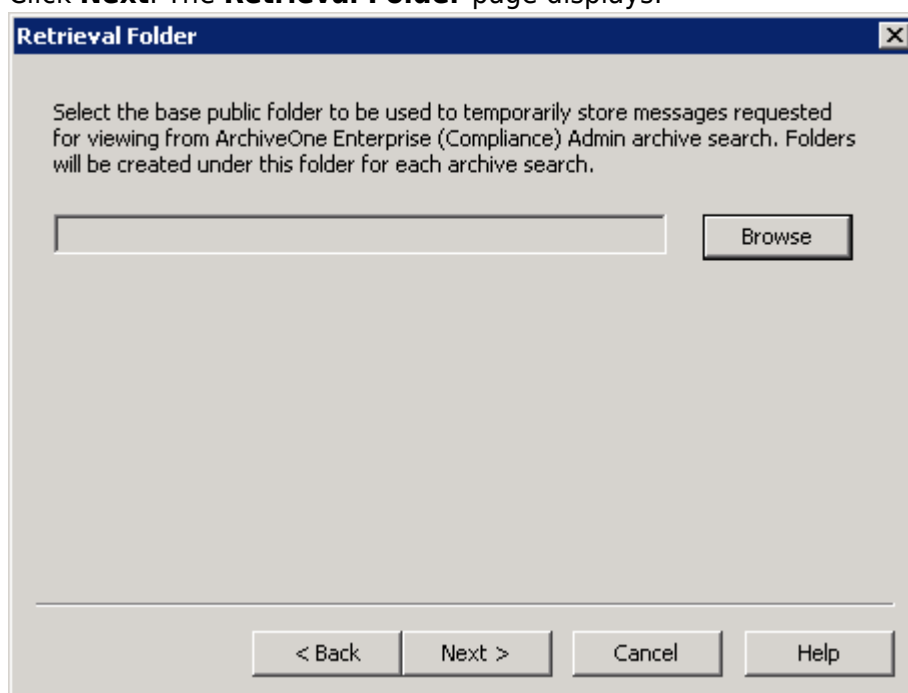 Click Next. The Retrieval Folder page displays:
Retrieval Folder
Select the base public folder to be used to temporarily store messages requested
for viewing from ArchiveOne Enterprise (Compliance) Admin archive search. Folders
will be created under this folder for each archive search.
Browse
< Back Next > Cancel Help